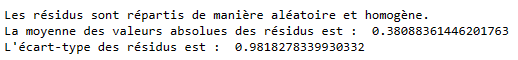 Les résidus sont répartis de manière aléatoire et homogène.
La moyenne des valeurs absolues des résidus est :  0.38088361446201763
L'écart-type des résidus est :  0.9818278339930332